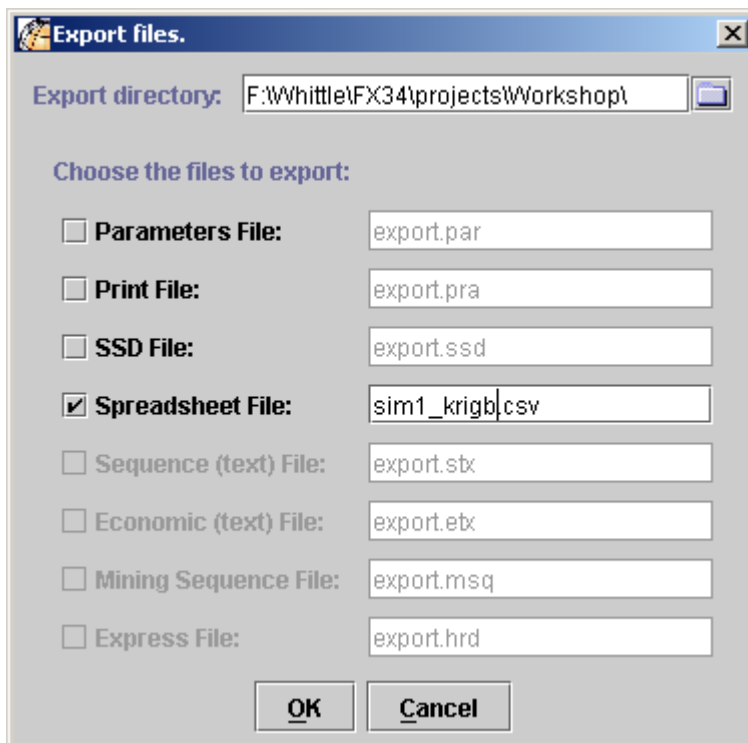 Export files.
Export directory: F:\Whittle\FX34\projects\Workshop\
Choose the files to export:
Parameters File: export.par
Print File: export.pra
SSD File: export.ssd
Spreadsheet File: sim1_krigb.csv
Sequence (text) File: export.stx
Economic (text) File: export.etx
Mining Sequence File: export.msq
Express File: export.hrd
OK Cancel